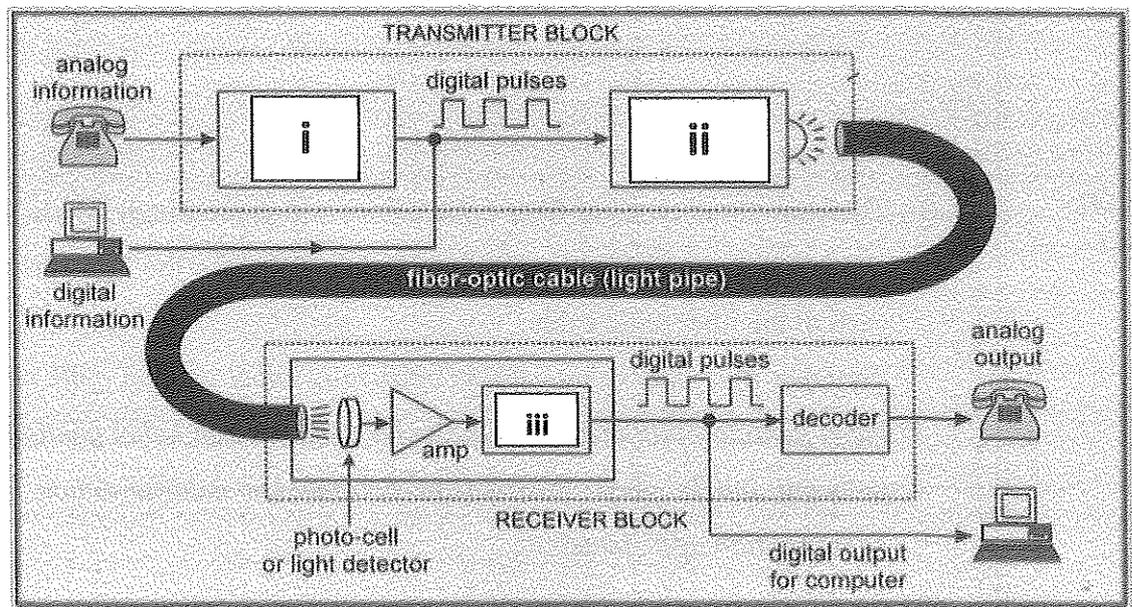 TRANSMITTER BLOCK
analog
information
digital pulses
i
ii
fiber-optic cable (light pipe)
digital
information
analog
output
digital pulses
iii
decoder
amp
RECEIVER BLOCK
photo-cell
or light detector
digital output
for computer